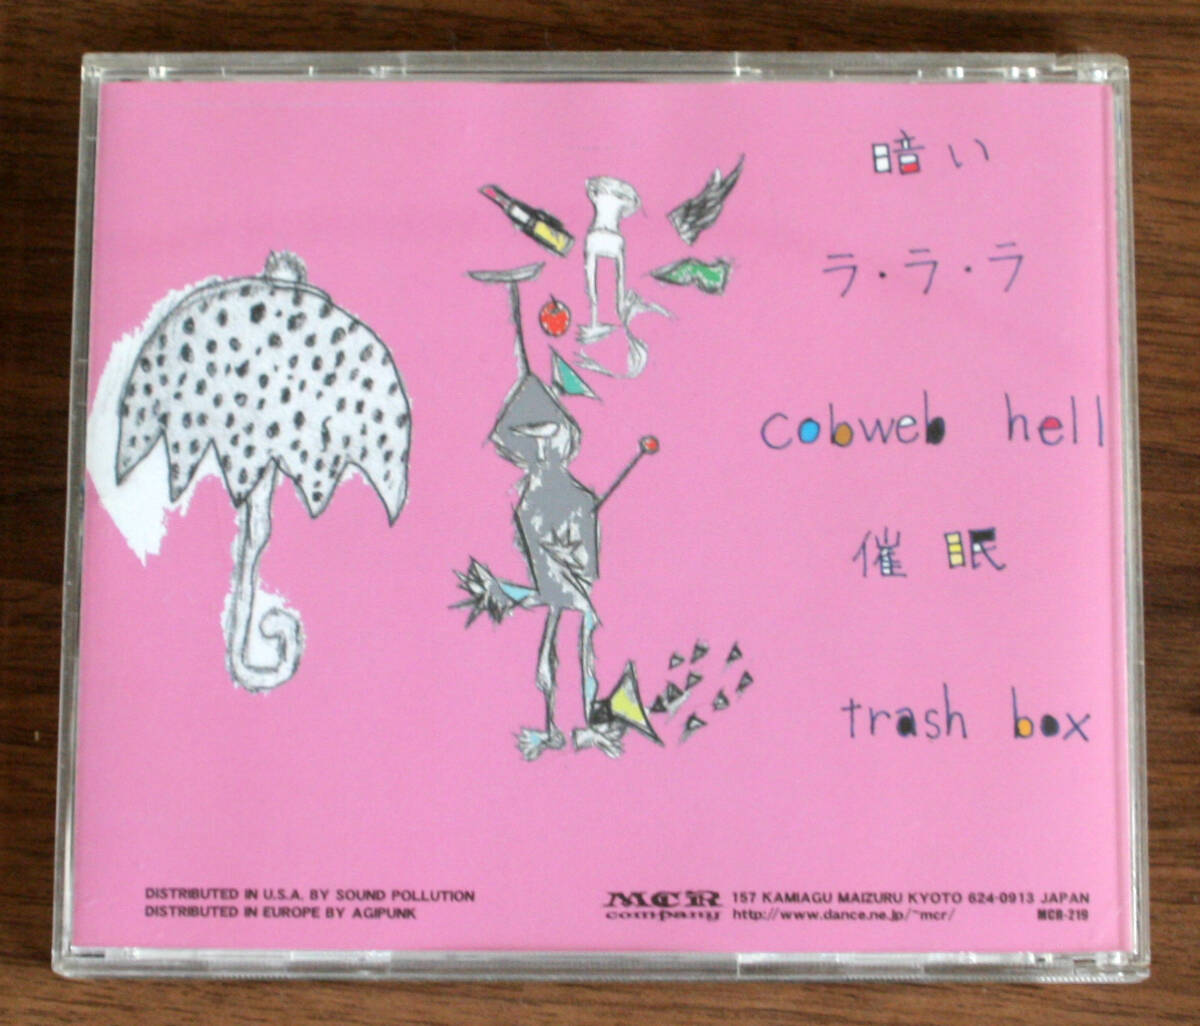 暗い
ラ・ラ・ラ
cobweb hell
催眠
trash box
DISTRIBUTED IN U.S.A. BY SOUND POLLUTION
DISTRIBUTED IN EUROPE BY AGIPUNK
MCR company
157 KAMIAGU MAIZURU KYOTO 624-0913 JAPAN
http://www.dance.ne.jp/~mcr/
MCR-219